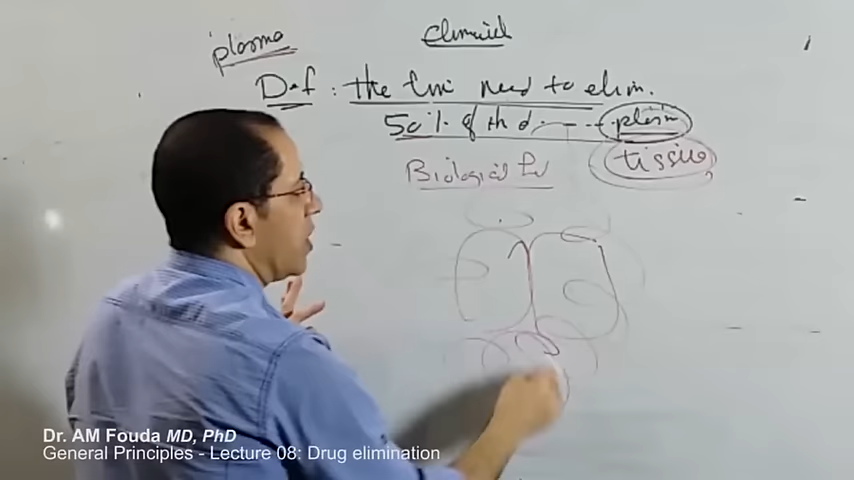 plasma
Def : the time need to elim.
50 % of the d plasm
Biological
tissue
Dr. AM Fouda MD, PhD
General Principles - Lecture 08: Drug elimination